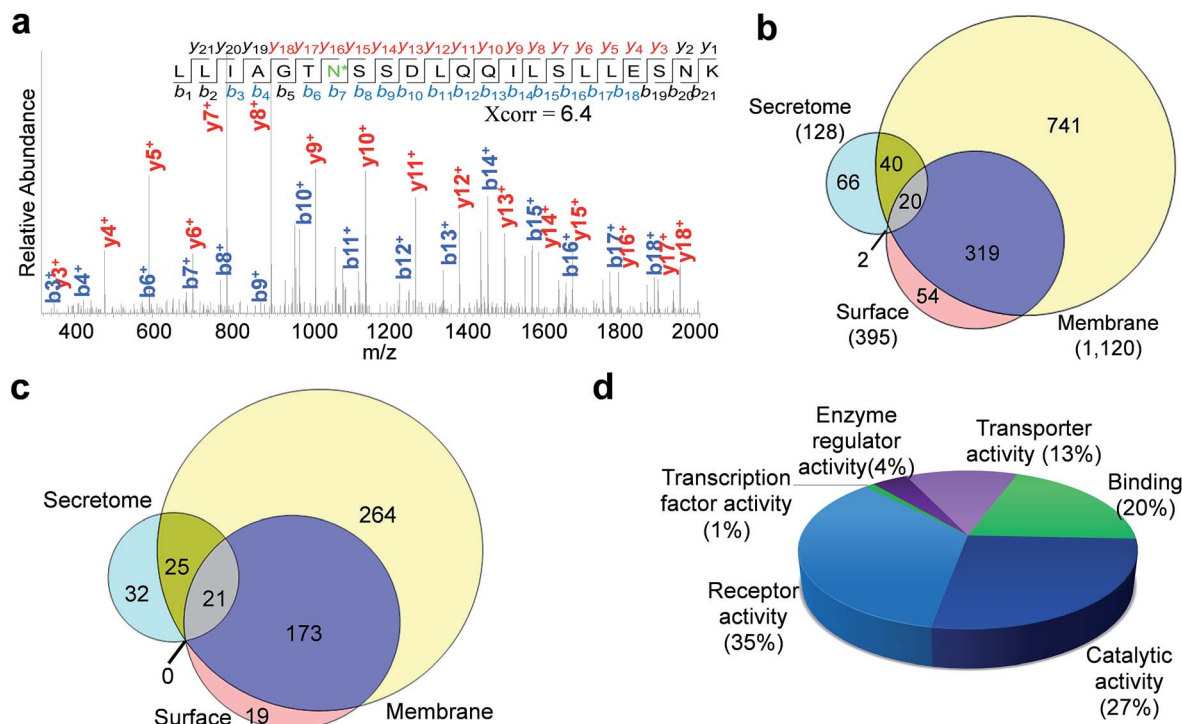 a
y21 y20 y19 y18 y17 y16 y15 y14 y13 y12 y11 y10 y9 y8 y7 y6 y5 y4 y3 y2 y1
L L I A G T N* S S D L Q Q I L S L L E S N K
b1 b2 b3 b4 b5 b6 b7 b8 b9 b10 b11 b12 b13 b14 b15 b16 b17 b18 b19 b20 b21
Xcorr = 6.4
Relative Abundance
b3+ y3+ b4+ y4+ y5+ b6+ b7+ y6+ y7+ b8+ y8+ b9+ b10+ y9+ b11+ y10+ b12+ y11+ b13+ y12+ b14+ y13+ b15+ y14+ b16+ y15+ b17+ y16+ b18+ y17+ y18+
400 600 800 1000 1200 1400 1600 1800 2000
m/z
b
Secretome
(128)
741
40
66
20
2
319
54
Surface
(395)
Membrane
(1,120)
c
Secretome
264
25
32
21
173
0
Surface
19
Membrane
d
Enzyme
regulator
activity(4%)
Transporter
activity (13%)
Transcription
factor activity
(1%)
Binding
(20%)
Receptor
activity
(35%)
Catalytic
activity
(27%)